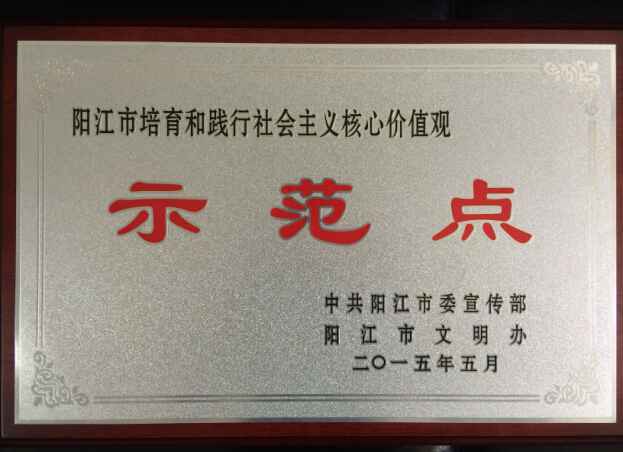 阳江市培育和践行社会主义核心价值观
示范点
中共阳江市委宣传部
阳江市文明办
二〇一五年五月